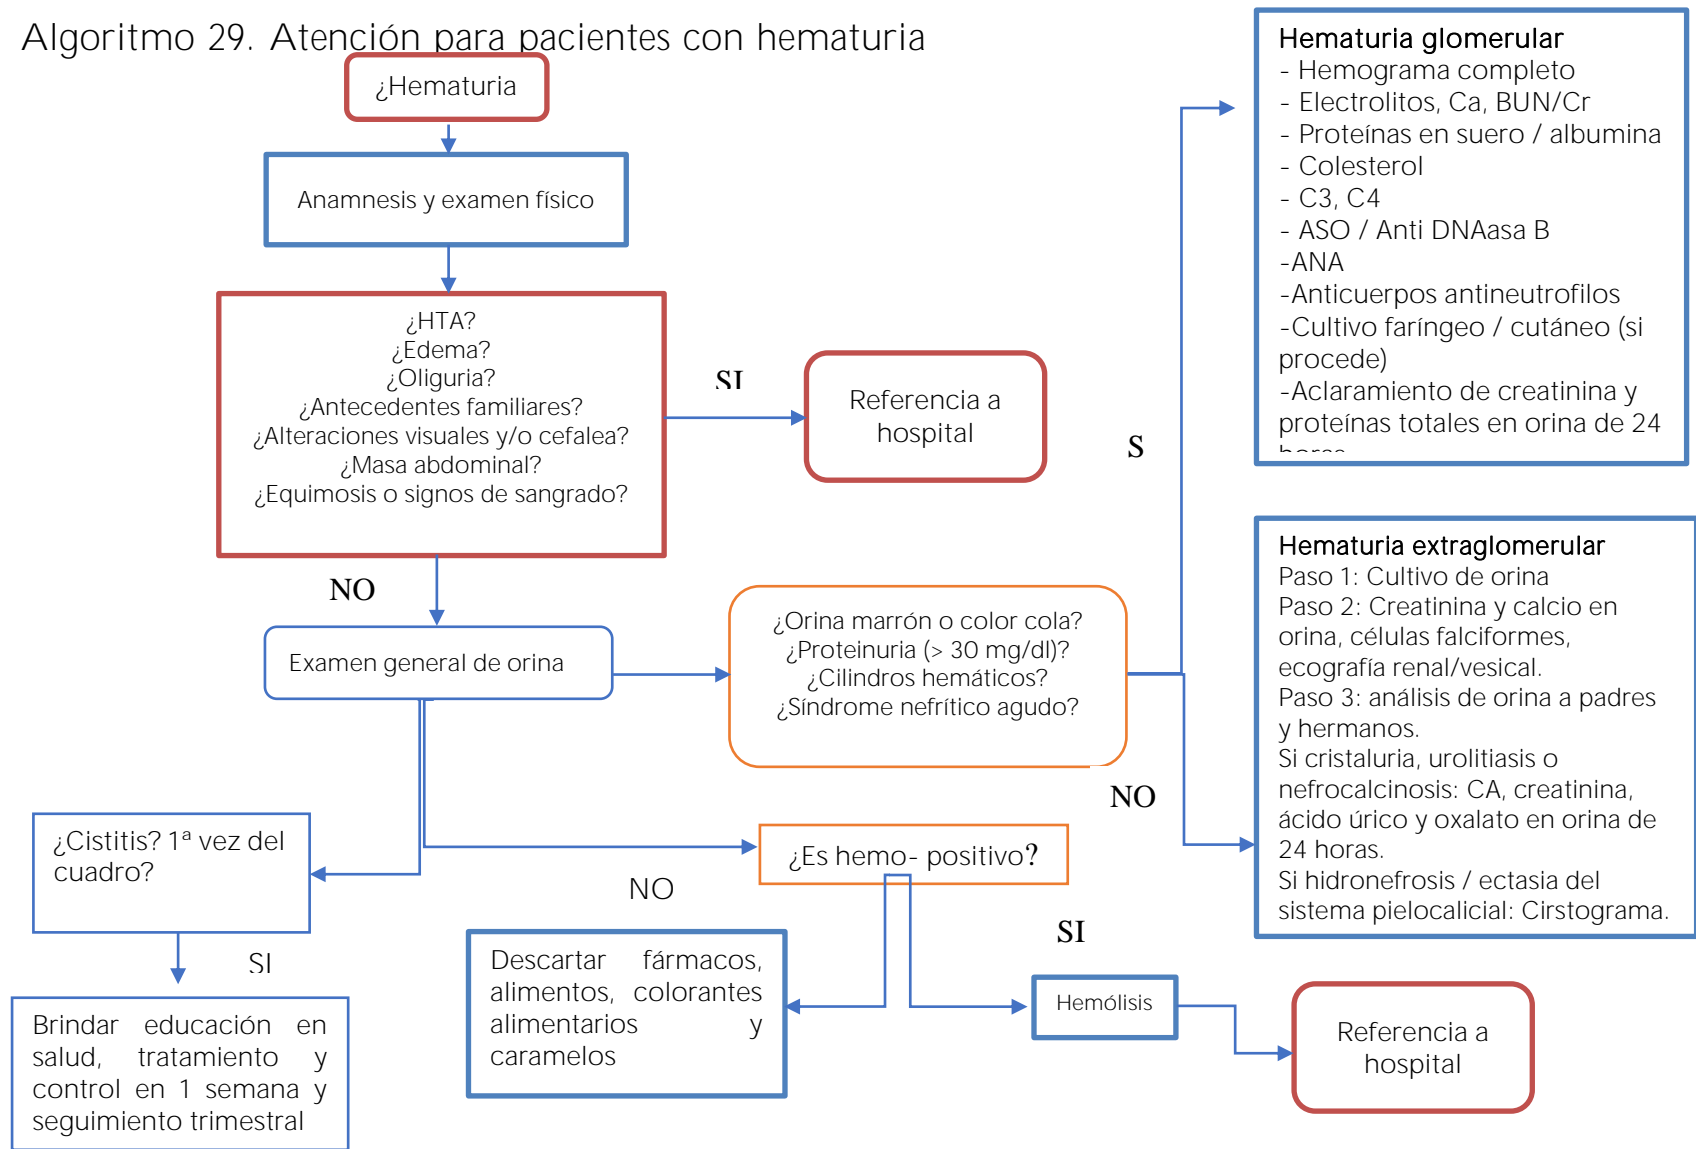 Algoritmo 29. Atención para pacientes con hematuria
¿Hematuria
Anamnesis y examen físico
¿HTA?
¿Edema?
¿Oliguria?
¿Antecedentes familiares?
¿Alteraciones visuales y/o cefalea?
¿Masa abdominal?
¿Equimosis o signos de sangrado?
SI
Referencia a
hospital
NO
Examen general de orina
¿Orina marrón o color cola?
¿Proteinuria (> 30 mg/dl)?
¿Cilindros hemáticos?
¿Síndrome nefrítico agudo?
S
Hematuria glomerular
- Hemograma completo
- Electrolitos, Ca, BUN/Cr
- Proteínas en suero / albumina
- Colesterol
- C3, C4
- ASO / Anti DNAasa B
-ANA
-Anticuerpos antineutrofilos
-Cultivo faríngeo / cutáneo (si
procede)
-Aclaramiento de creatinina y
proteínas totales en orina de 24
horas
NO
Hematuria extraglomerular
Paso 1: Cultivo de orina
Paso 2: Creatinina y calcio en
orina, células falciformes,
ecografía renal/vesical.
Paso 3: análisis de orina a padres
y hermanos.
Si cristaluria, urolitiasis o
nefrocalcinosis: CA, creatinina,
ácido úrico y oxalato en orina de
24 horas.
Si hidronefrosis / ectasia del
sistema pielocalicial: Cirstograma.
¿Cistitis? 1ª vez del
cuadro?
SI
Brindar educación en
salud, tratamiento y
control en 1 semana y
seguimiento trimestral
¿Es hemo- positivo?
NO
Descartar fármacos,
alimentos, colorantes
alimentarios y
caramelos
SI
Hemólisis
Referencia a
hospital